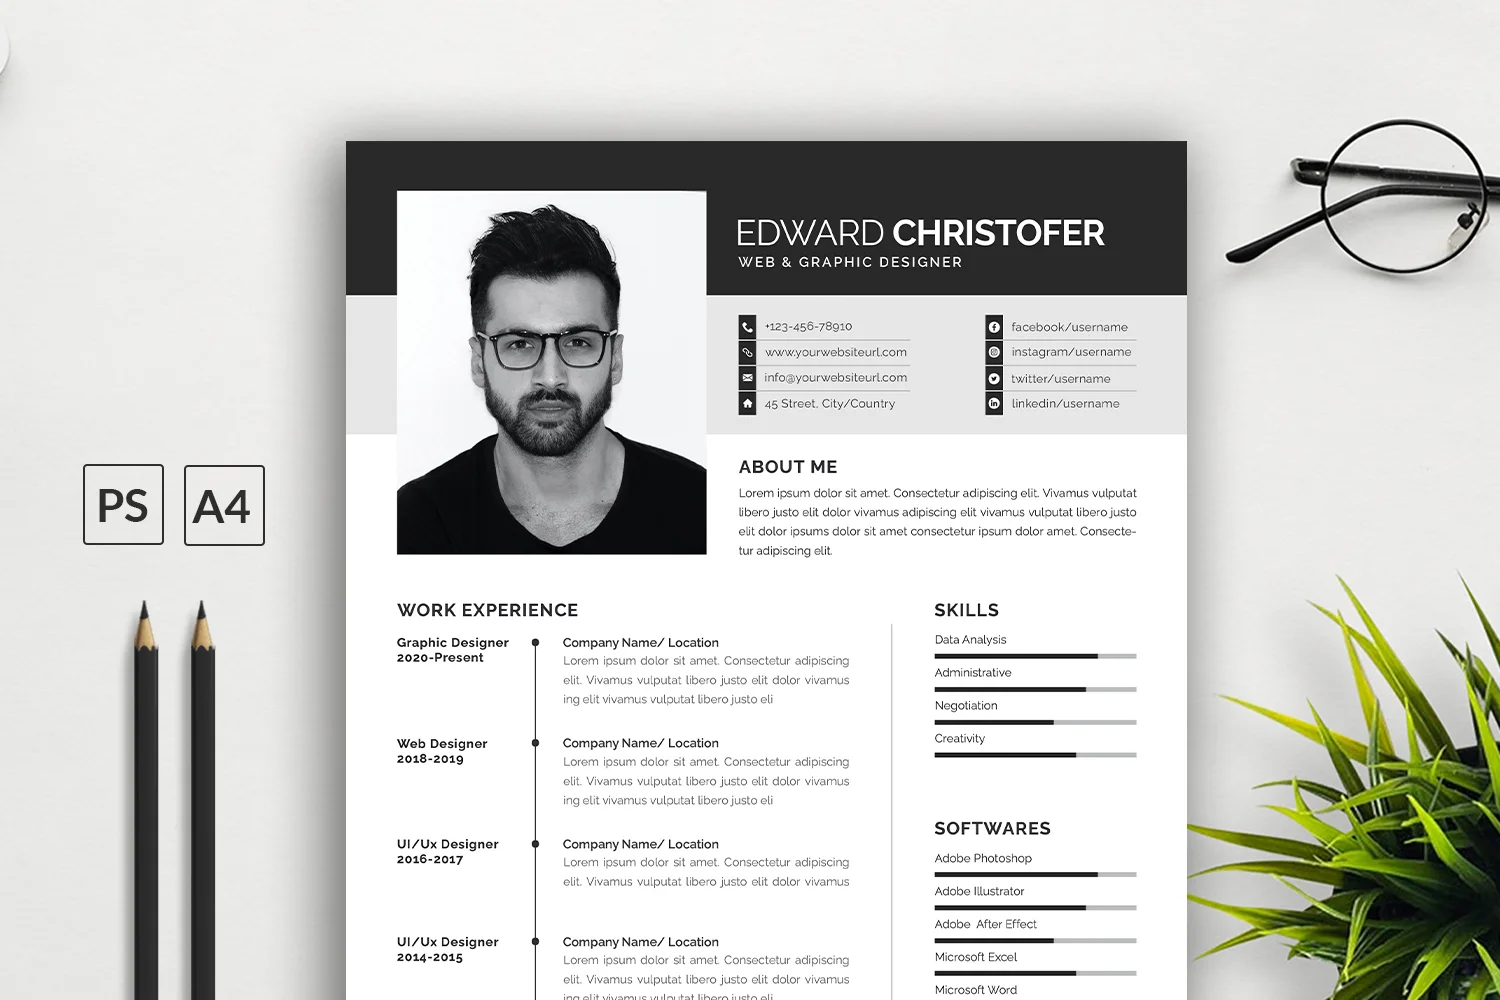 PS
A4
EDWARD CHRISTOFER
WEB & GRAPHIC DESIGNER
+123-456-78910
www.yourwebsiteurl.com
info@yourwebsiteurl.com
45 Street, City/Country
facebook/username
instagram/username
twitter/username
linkedin/username
ABOUT ME
Lorem ipsum dolor sit amet. Consectetur adipiscing elit. Vivamus vulputat
libero justo elit dolor vivamus adipiscing elit vivamus vulputat libero justo
elit dolor ipsums dolor sit amet consectetur ipsum dolor amet. Consecte-
tur adipiscing elit.
WORK EXPERIENCE
Graphic Designer
2020-Present
Company Name/ Location
Lorem ipsum dolor sit amet. Consectetur adipiscing
elit. Vivamus vulputat libero justo elit dolor vivamus
ing elit vivamus vulputat libero justo eli
Web Designer
2018-2019
Company Name/ Location
Lorem ipsum dolor sit amet. Consectetur adipiscing
elit. Vivamus vulputat libero justo elit dolor vivamus
ing elit vivamus vulputat libero justo eli
UI/Ux Designer
2016-2017
Company Name/ Location
Lorem ipsum dolor sit amet. Consectetur adipiscing
elit. Vivamus vulputat libero justo elit dolor vivamus
UI/Ux Designer
2014-2015
Company Name/ Location
Lorem ipsum dolor sit amet. Consectetur adipiscing
elit. Vivamus vulputat libero justo elit dolor vivamus
ing elit vivamus vulputat libero justo eli
SKILLS
Data Analysis
Administrative
Negotiation
Creativity
SOFTWARES
Adobe Photoshop
Adobe Illustrator
Adobe After Effect
Microsoft Excel
Microsoft Word